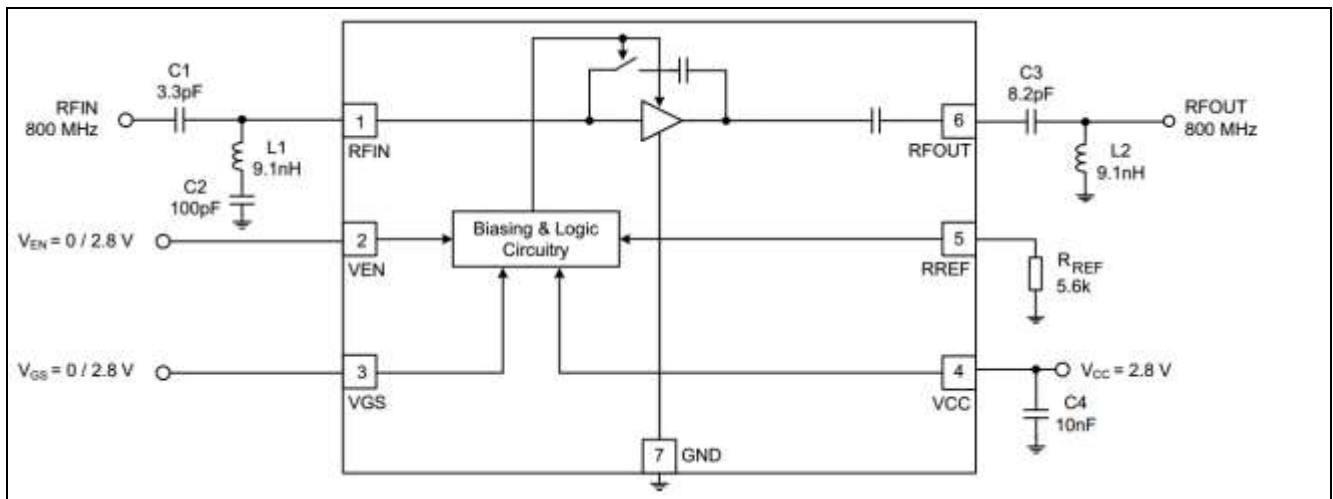 C1
3.3pF
RFIN
800 MHz
L1
9.1nH
C2
100pF
1
RFIN
6
RFOUT
C3
8.2pF
RFOUT
800 MHz
L2
9.1nH
VEN = 0 / 2.8 V
2
VEN
Biasing & Logic
Circuitry
5
RREF
RREF
5.6k
VGS = 0 / 2.8 V
3
VGS
4
VCC
VCC = 2.8 V
C4
10nF
7
GND